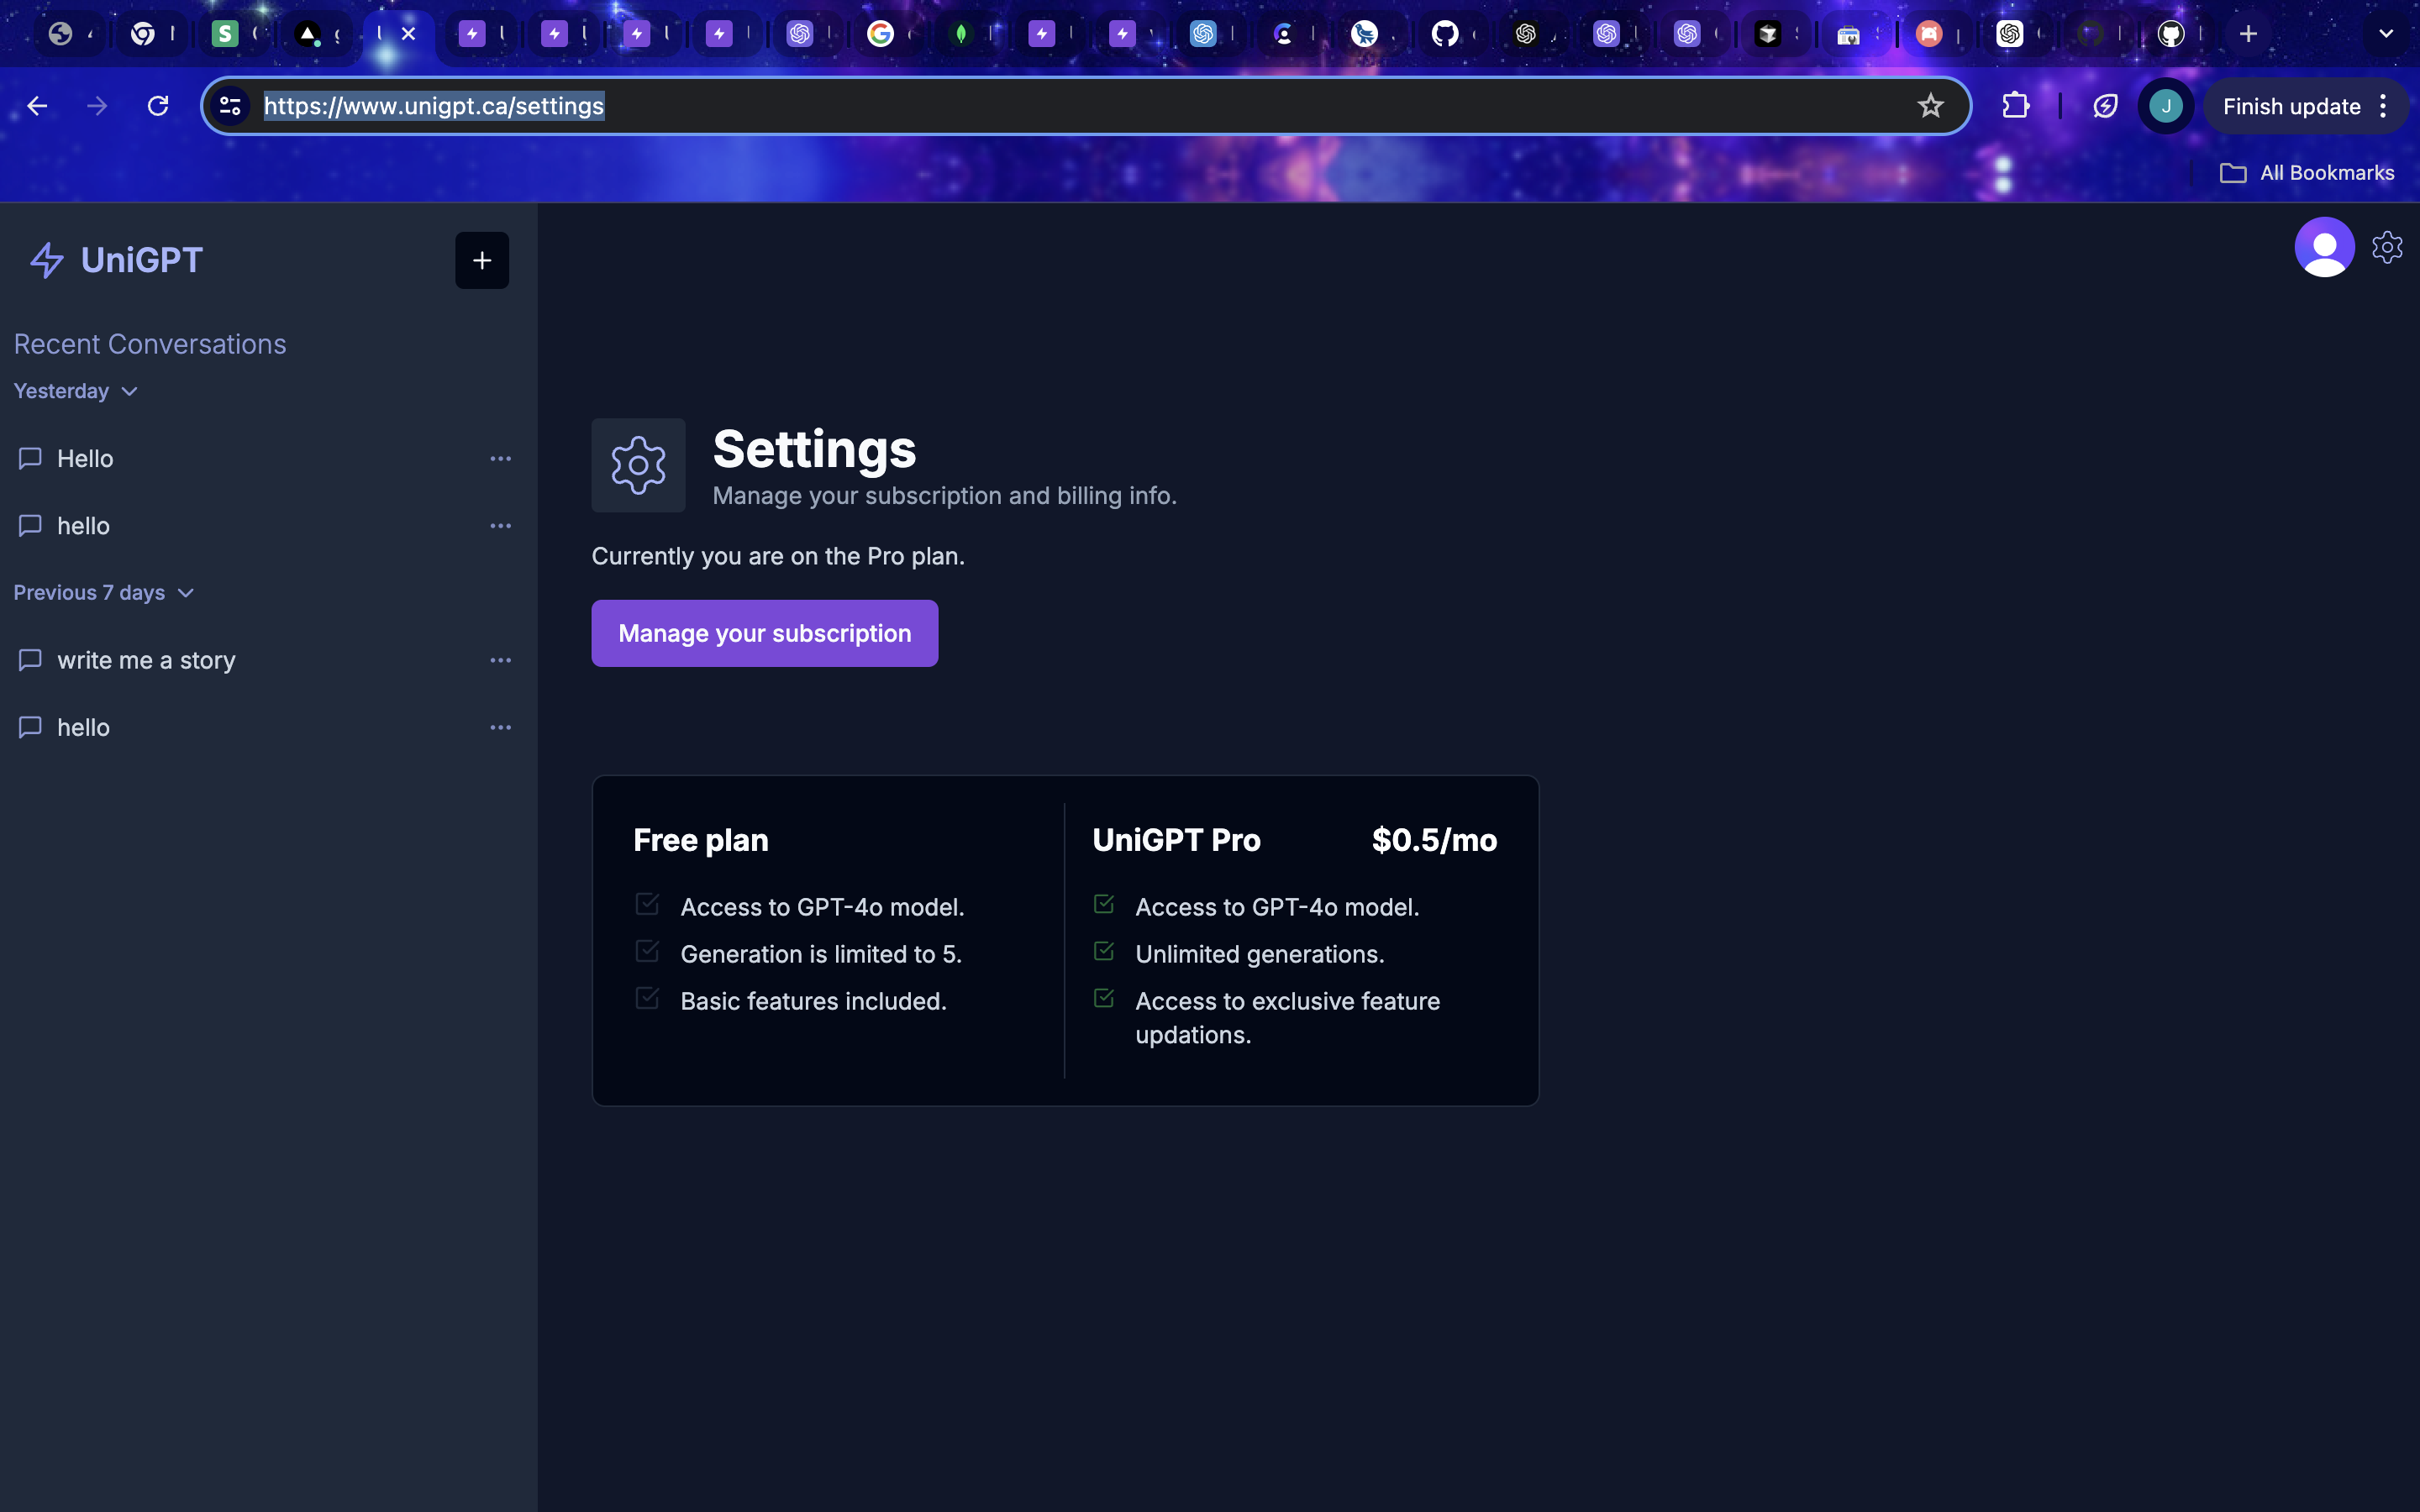 https://www.unigpt.ca/settings
J
Finish update
All Bookmarks
UniGPT
Recent Conversations
Yesterday
Hello
hello
Previous 7 days
write me a story
hello
Settings
Manage your subscription and billing info.
Currently you are on the Pro plan.
Manage your subscription
Free plan
Access to GPT-4o model.
Generation is limited to 5.
Basic features included.
UniGPT Pro
$0.5/mo
Access to GPT-4o model.
Unlimited generations.
Access to exclusive feature
updations.